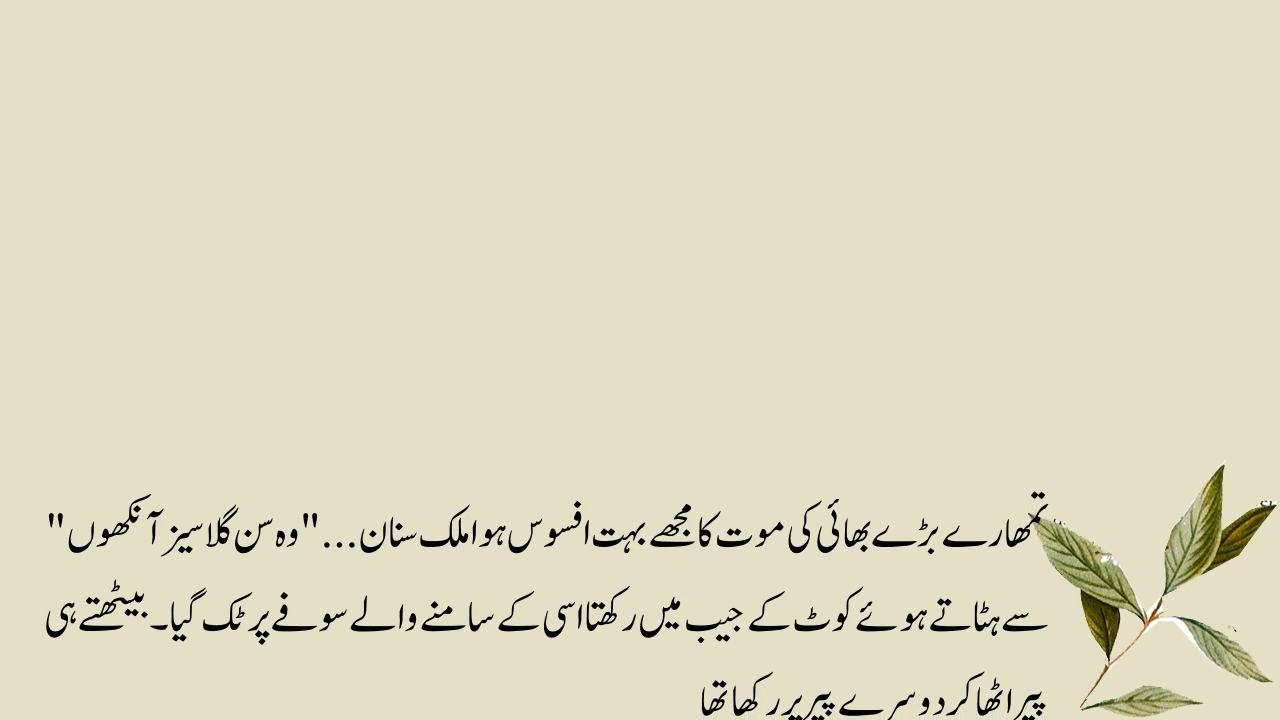 تمھارے بڑے بھائی کی موت کا مجھے بہت افسوس ہوا ملک سنان..." وہ سن گلاسیز آنکھوں"
سے ہٹاتے ہوئے کوٹ کے جیب میں رکھتا اسی کے سامنے والے سوفے پر ٹک گیا۔ بیٹھتے ہی
پیر اٹھا کر دوسرے پیر پر رکھا تھا